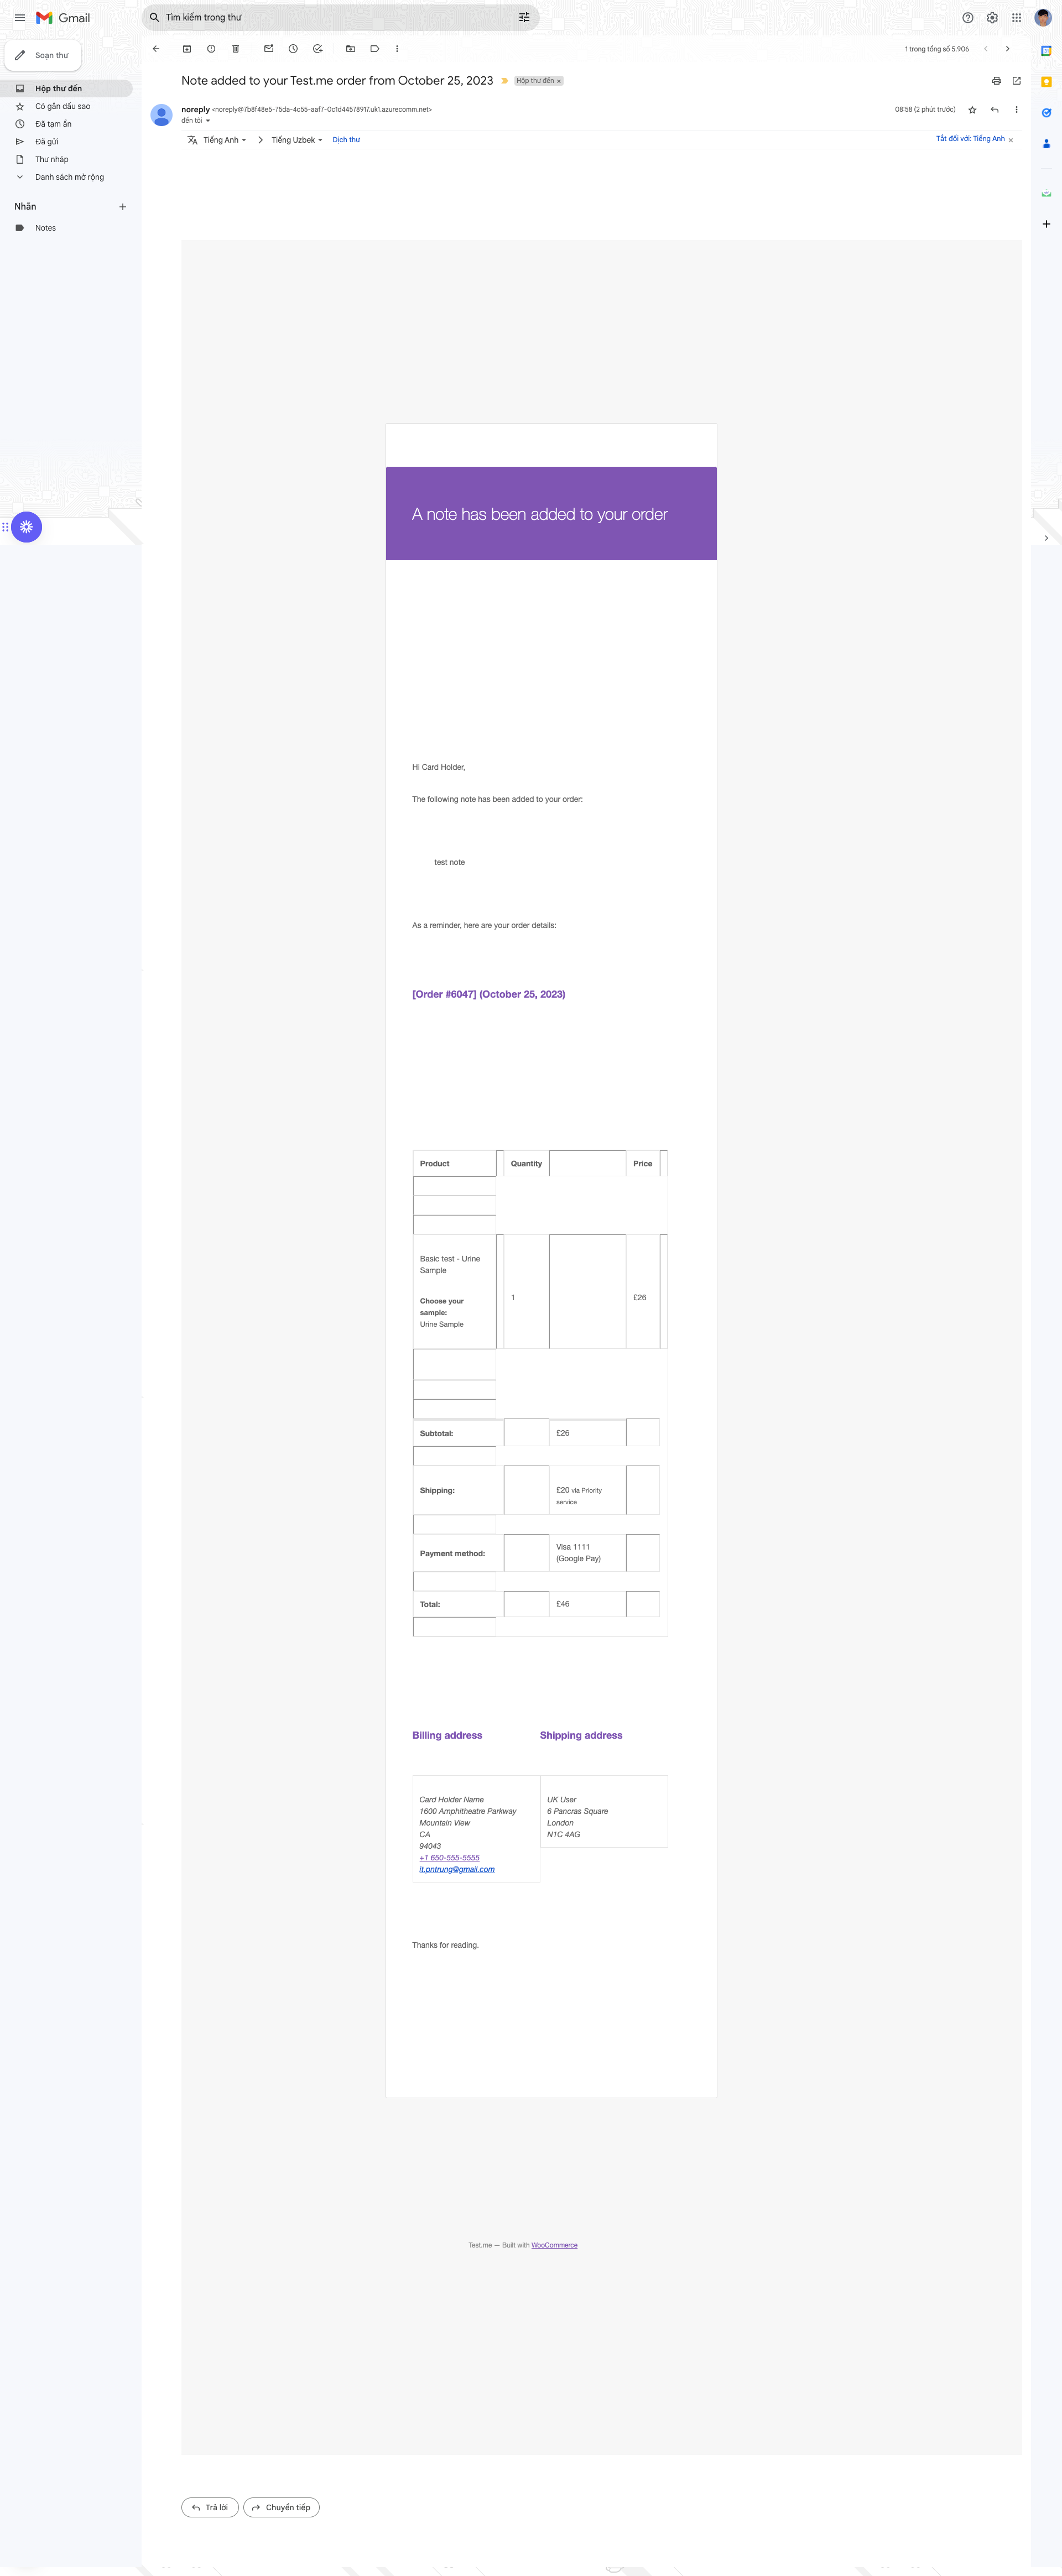 Gmail
Tìm kiếm trong thư
Soạn thư
Hộp thư đến
Có gắn dấu sao
Đã tạm ẩn
Đã gửi
Thư nháp
Danh sách mở rộng
Nhãn
Notes
1 trong tổng số 5.906
Note added to your Test.me order from October 25, 2023
Hộp thư đến ×
noreply <noreply@7b8f48e5-75da-4c55-aaf7-0c1d44578917.uk1.azurecomm.net>
08:58 (2 phút trước)
đến tôi
Tiếng Anh
Tiếng Uzbek
Dịch thư
Tắt đối với: Tiếng Anh ×
A note has been added to your order
Hi Card Holder,
The following note has been added to your order:
test note
As a reminder, here are your order details:
[Order #6047] (October 25, 2023)
Product Quantity Price
Basic test - Urine
Sample
Choose your
sample:
Urine Sample
1
£26
Subtotal: £26
Shipping: £20 via Priority
service
Payment method: Visa 1111
(Google Pay)
Total: £46
Billing address
Card Holder Name
1600 Amphitheatre Parkway
Mountain View
CA
94043
+1 650-555-5555
it.pntrung@gmail.com
Shipping address
UK User
6 Pancras Square
London
N1C 4AG
Thanks for reading.
Test.me — Built with WooCommerce
Trả lời
Chuyển tiếp